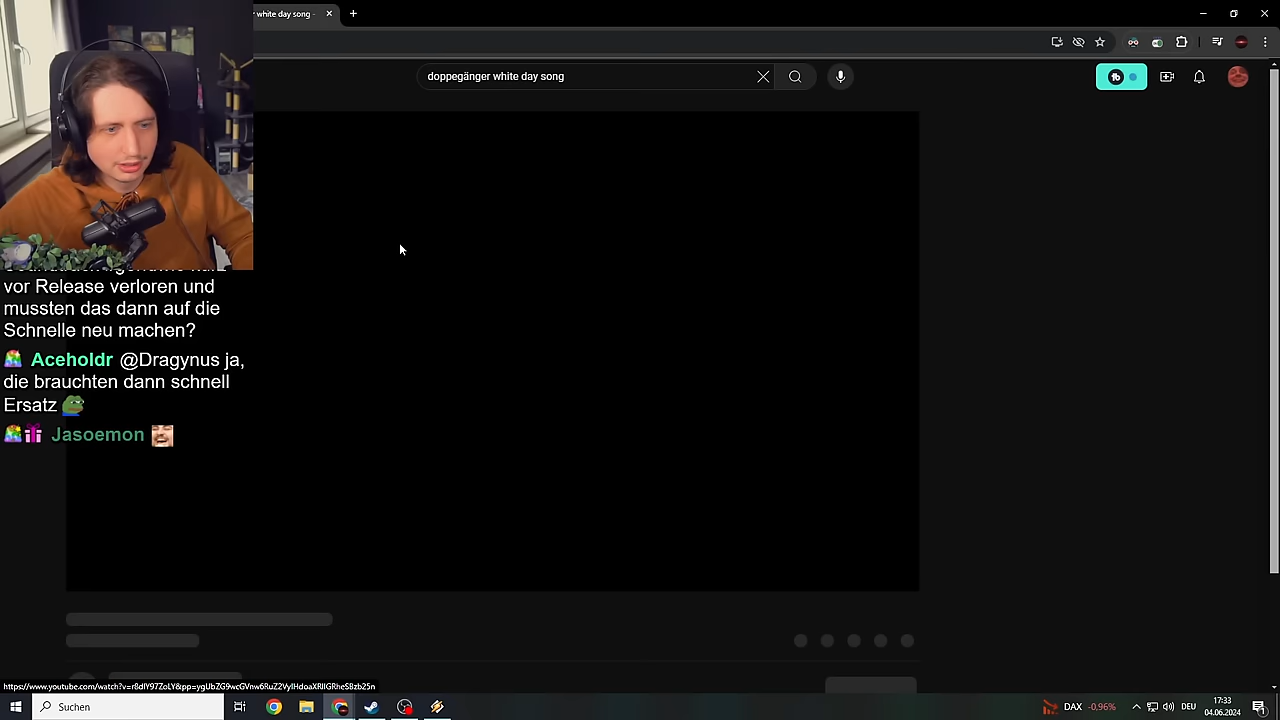 r white day song -
doppegänger white day song
vor Release verloren und
mussten das dann auf die
Schnelle neu machen?
Aceholdr @Dragynus ja,
die brauchten dann schnell
Ersatz
Jasoemon
Suchen
DAX -0,96%
DEU
17:33
04.06.2024